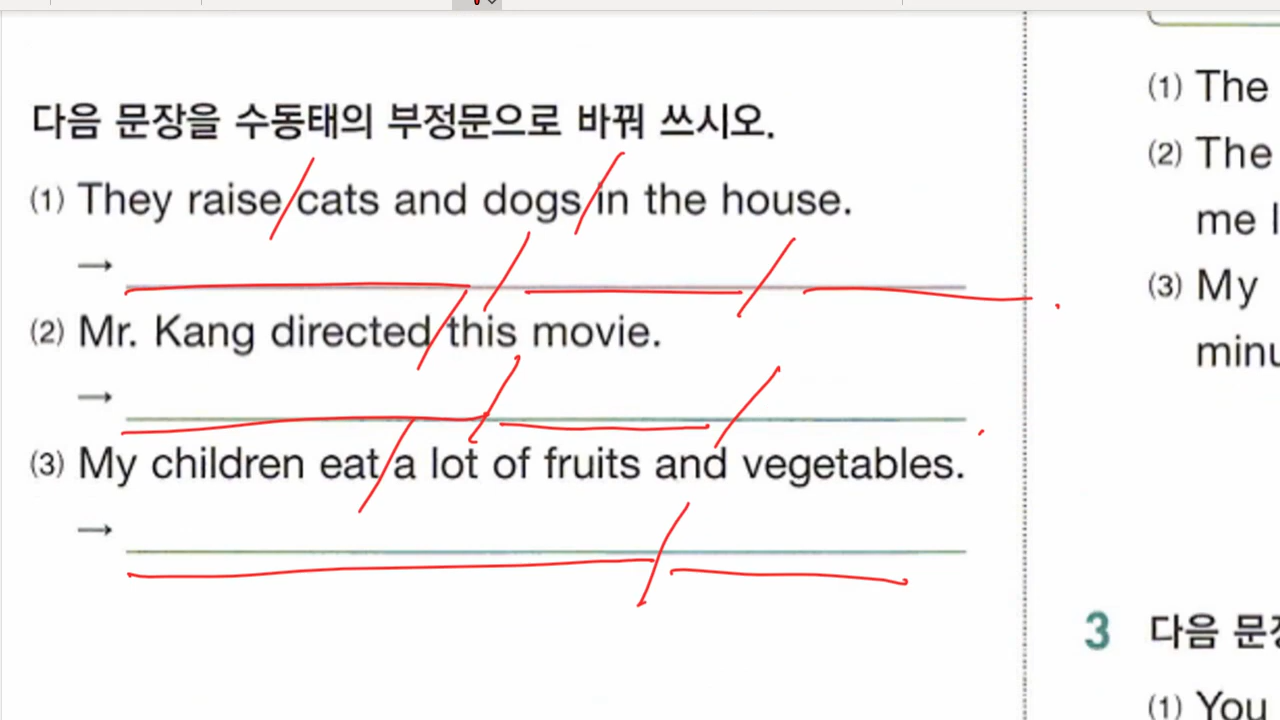 다음 문장을 수동태의 부정문으로 바꿔 쓰시오.
(1) They raise cats and dogs in the house.
→
(2) Mr. Kang directed this movie.
→
(3) My children eat a lot of fruits and vegetables.
→
(1) The
(2) The
me
(3) My
minu
3 다음 문장
(1) You